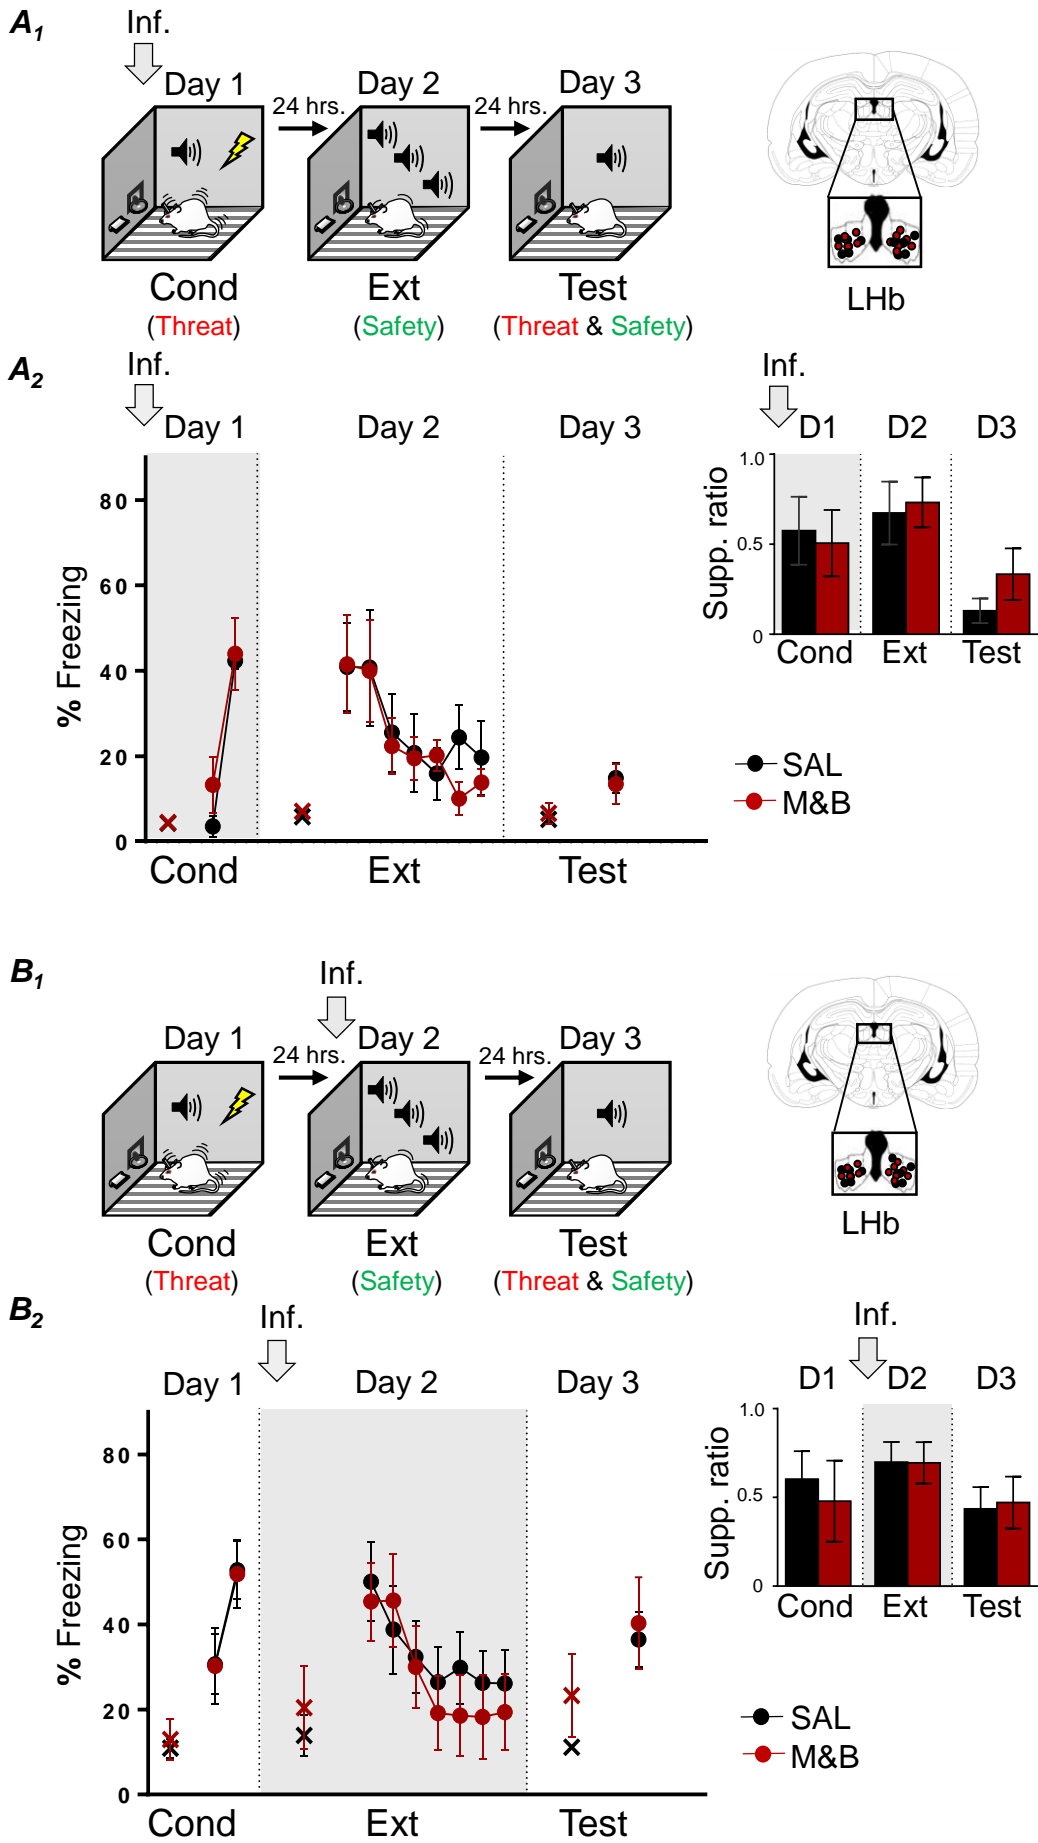 A1
Inf.
Day 1
24 hrs.
Day 2
24 hrs.
Day 3
Cond
Ext
Test
(Threat)
(Safety)
(Threat & Safety)
LHb
A2
Inf.
Day 1
Day 2
Day 3
% Freezing
80
60
40
20
0
Cond
Ext
Test
Inf.
D1
D2
D3
Supp. ratio
1.0
0.5
0
Cond
Ext
Test
SAL
M&B
B1
Inf.
Day 1
24 hrs.
Day 2
24 hrs.
Day 3
Cond
Ext
Test
(Threat)
(Safety)
(Threat & Safety)
LHb
B2
Inf.
Day 1
Day 2
Day 3
% Freezing
80
60
40
20
0
Cond
Ext
Test
Inf.
D1
D2
D3
Supp. ratio
1.0
0.5
0
Cond
Ext
Test
SAL
M&B